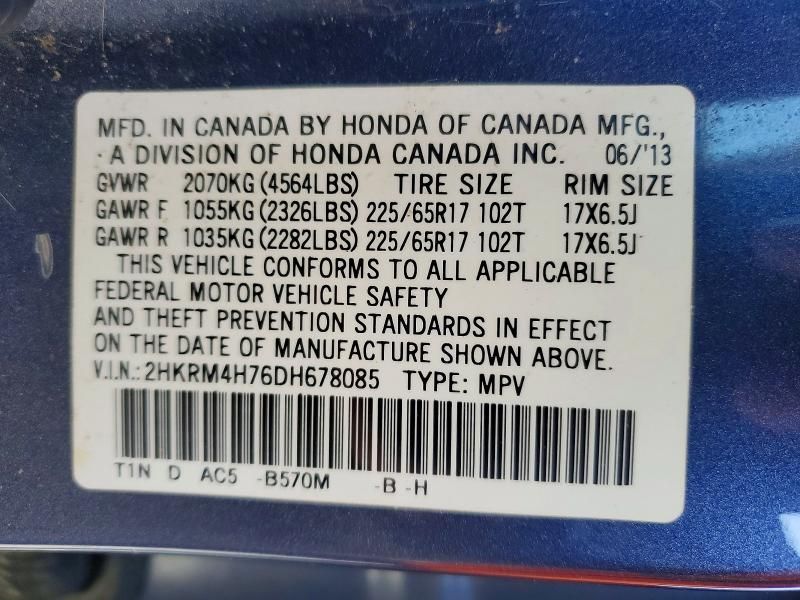 MFD. IN CANADA BY HONDA OF CANADA MFG.,
A DIVISION OF HONDA CANADA INC. 06/'13
GVWR 2070KG (4564LBS) TIRE SIZE RIM SIZE
GAWR F 1055KG (2326LBS) 225/65R17 102T 17X6.5J
GAWR R 1035KG (2282LBS) 225/65R17 102T 17X6.5J
THIS VEHICLE CONFORMS TO ALL APPLICABLE
FEDERAL MOTOR VEHICLE SAFETY
AND THEFT PREVENTION STANDARDS IN EFFECT
ON THE DATE OF MANUFACTURE SHOWN ABOVE.
V.I.N.: 2HKRM4H76DH678085 TYPE: MPV
T1N D AC5 -B570M -B -H